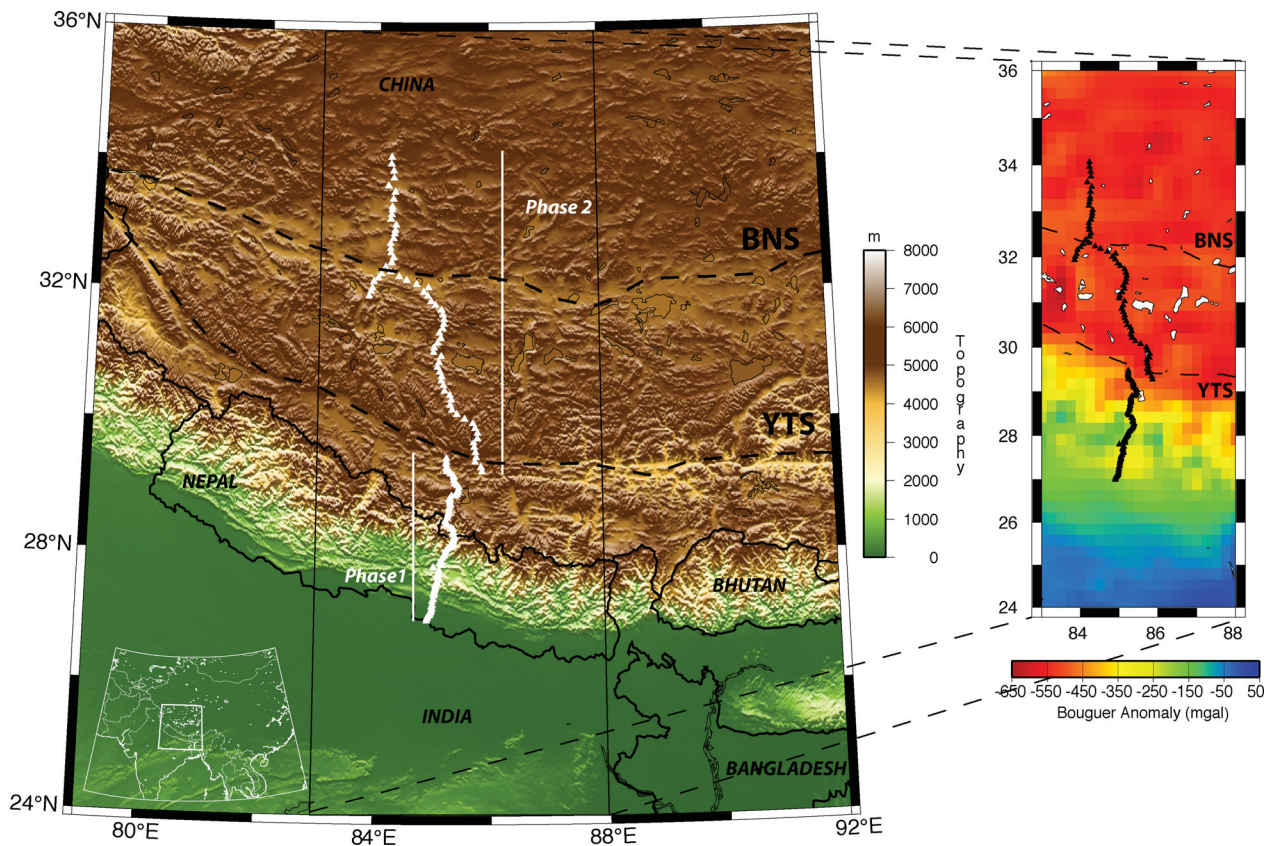 36°N
32°N
28°N
24°N
80°E
84°E
88°E
92°E
CHINA
Phase 2
BNS
YTS
NEPAL
Phase1
BHUTAN
INDIA
BANGLADESH
m
8000
7000
6000
5000
4000
3000
2000
1000
0
Topography
36
34
32
30
28
26
24
BNS
YTS
84
86
88
-650 -550 -450 -350 -250 -150 -50 50
Bouguer Anomaly (mgal)